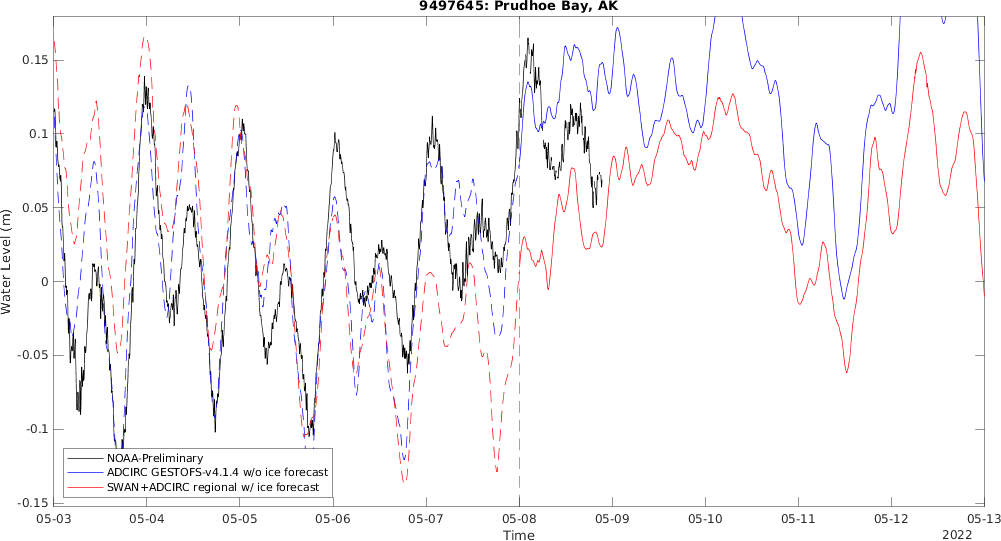 9497645: Prudhoe Bay, AK
0.15
0.1
0.05
0
-0.05
-0.1
-0.15
Water Level (m)
NOAA-Preliminary
ADCIRC GESTOFS-v4.1.4 w/o ice forecast
SWAN+ADCIRC regional w/ ice forecast
05-03 05-04 05-05 05-06 05-07 05-08 05-09 05-10 05-11 05-12 05-13
Time
2022